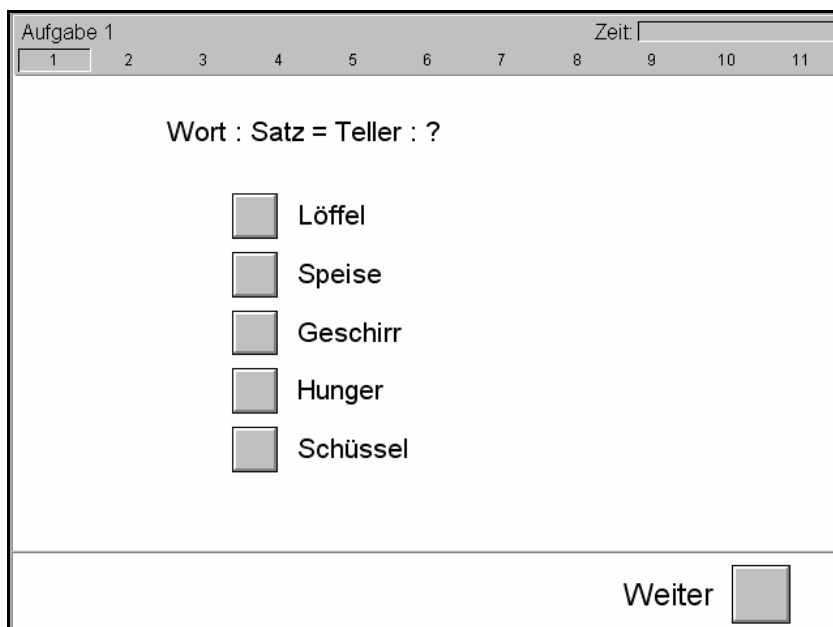 Aufgabe 1 Zeit:
1 2 3 4 5 6 7 8 9 10 11
Wort : Satz = Teller : ?
Löffel
Speise
Geschirr
Hunger
Schüssel
Weiter